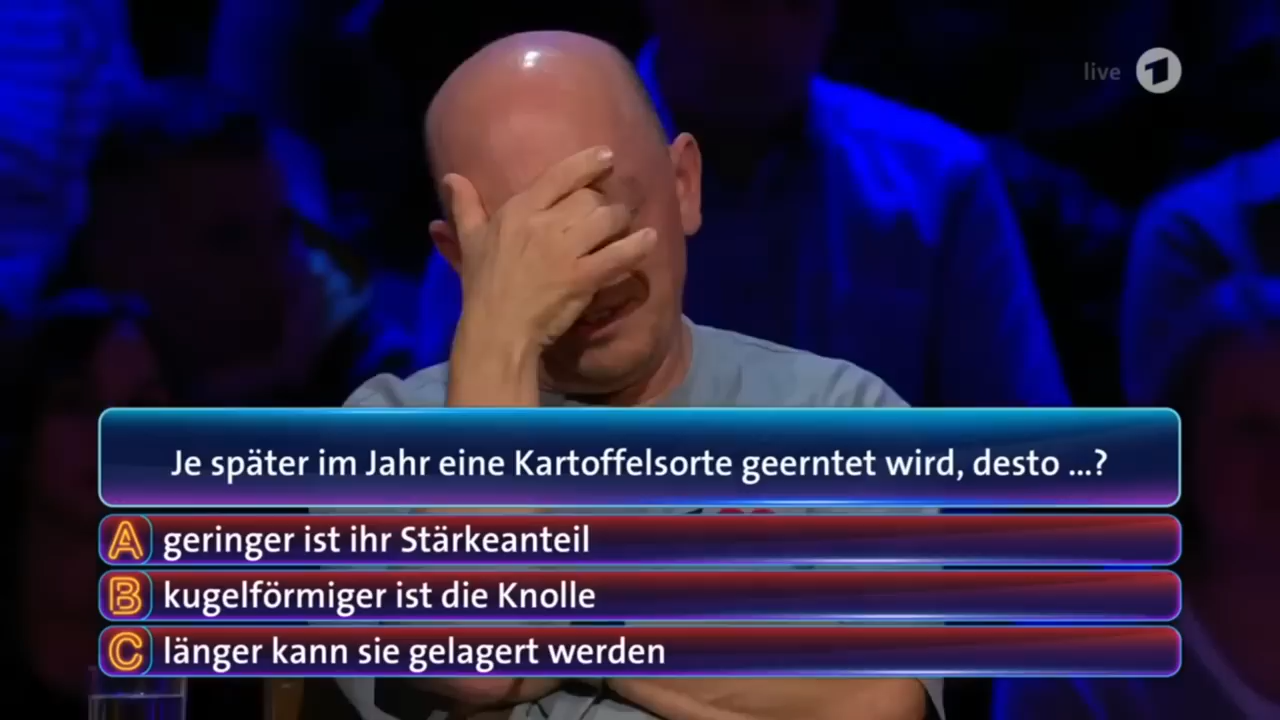 live 1
Je später im Jahr eine Kartoffelsorte geerntet wird, desto ...?
A geringer ist ihr Stärkeanteil
B kugelförmiger ist die Knolle
C länger kann sie gelagert werden